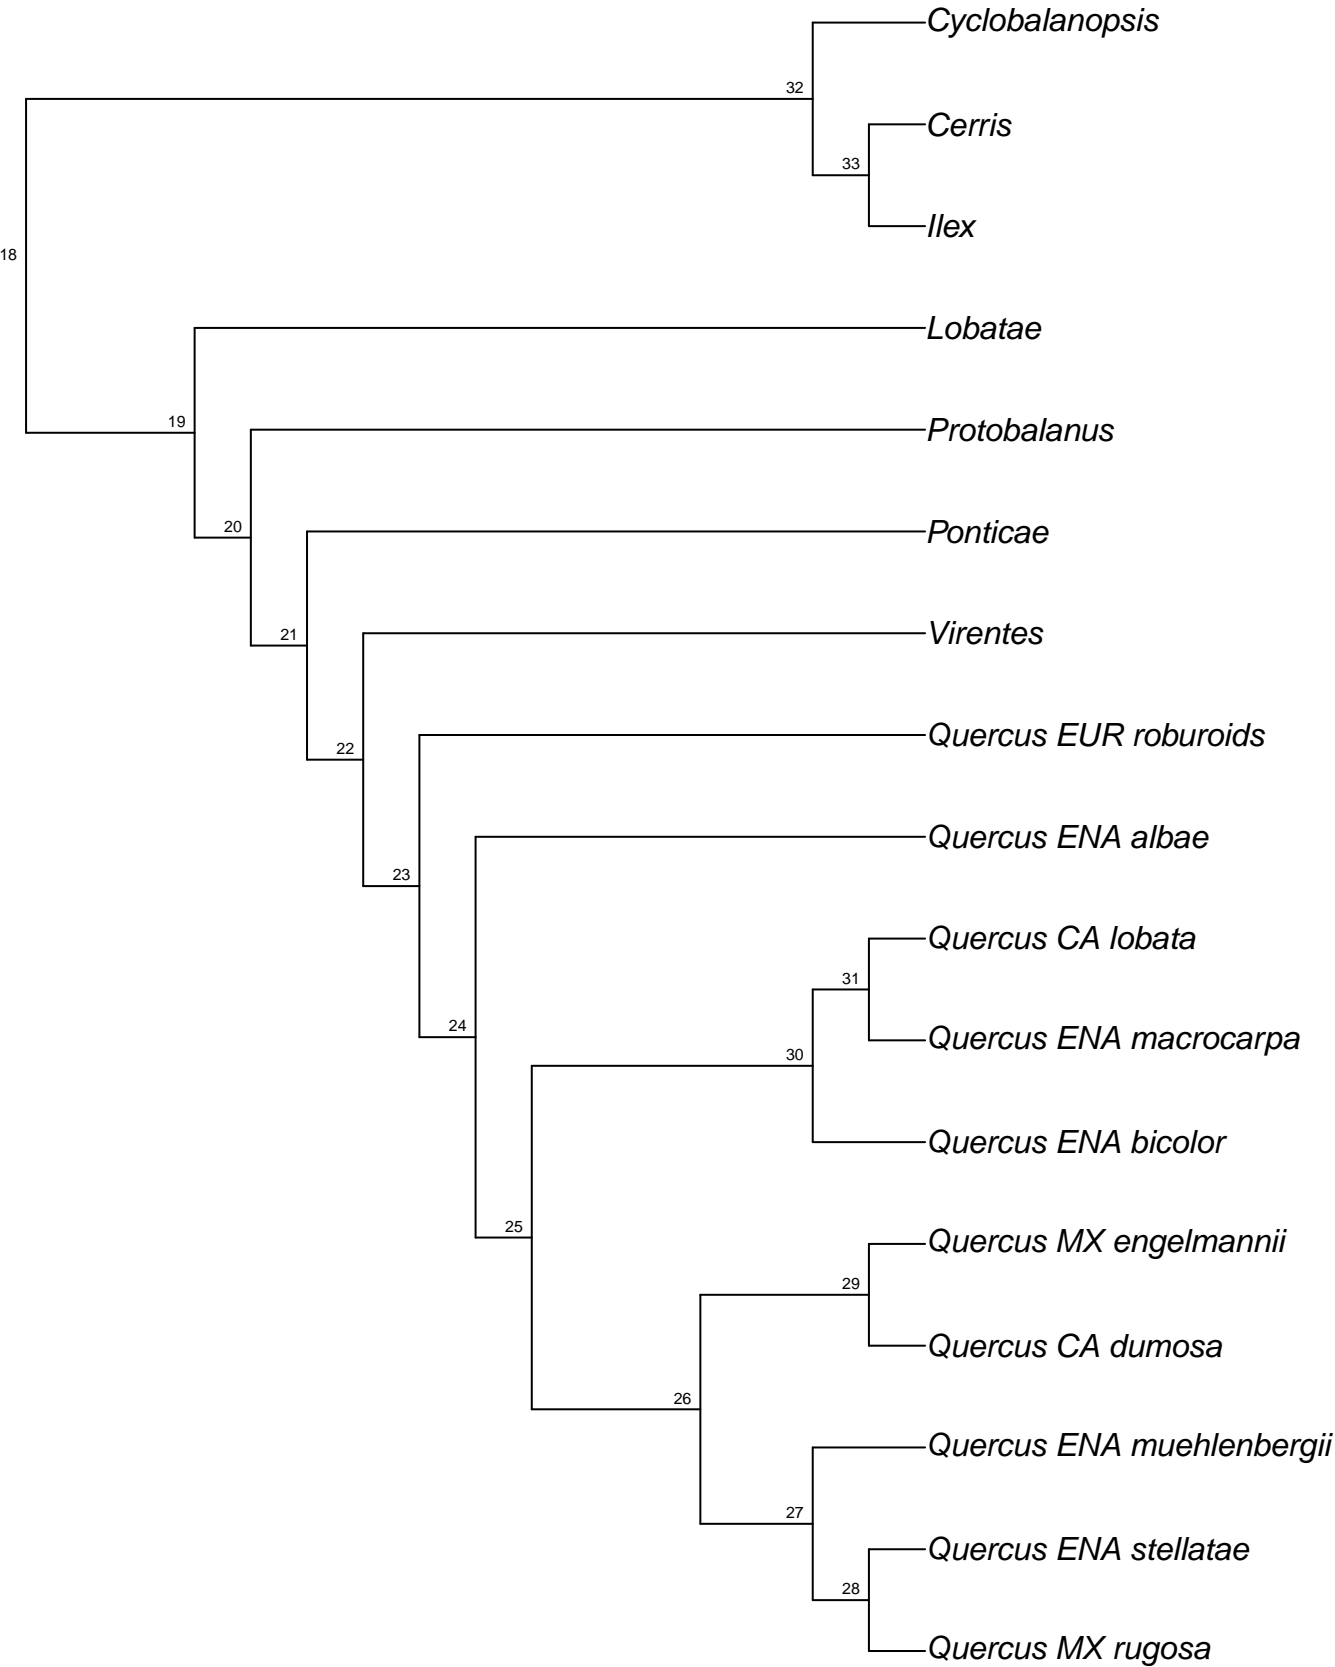 Cyclobalanopsis
32
Cerris
33
Ilex
18
Lobatae
19
Protobalanus
20
Ponticae
21
Virentes
22
Quercus EUR roburoids
Quercus ENA albae
23
Quercus CA lobata
31
24
Quercus ENA macrocarpa
30
Quercus ENA bicolor
25
Quercus MX engelmannii
29
Quercus CA dumosa
26
Quercus ENA muehlenbergii
27
Quercus ENA stellatae
28
Quercus MX rugosa